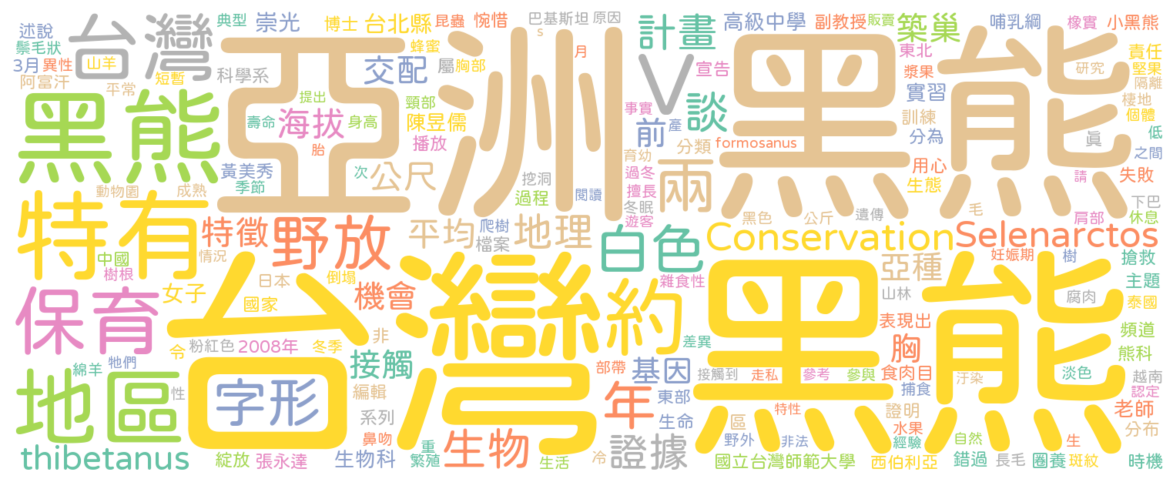 亞洲黑熊
台灣黑熊
台灣
黑熊
特有
保育
地區
野放
特徵
字形
V
談
計畫
前
兩
約
白色
Conservation
Selenarctos
thibetanus
formosanus
述說
鬃毛狀
3月
異性
山羊
阿富汗
平常
短暫
典型
崇光
博士
台北縣
昆蟲
惋惜
巴基斯坦
原因
s
月
科學系
交配
蜂蜜
屬
胸部
提出
頸部
壽命
海拔
身高
陳昱儒
胎
播放
黃美秀
季節
次
公尺
動物園
成熟
高級中學
副教授
販賣
築巢
哺乳綱
橡實
小黑熊
宣告
東北
漿果
責任
堅果
研究
隔離
實習
棲地
個體
事實
產
訓練
分為
低
真
之間
分類
育幼
用心
生態
請
失敗
過冬
擅長
挖洞
閱讀
過程
冬眠
遊客
黑色
公斤
遺傳
毛
肩部
下巴
休息
平均
爬樹
檔案
地理
中國
樹根
情況
日本
倒塌
女子
國家
機會
粉紅色
2008年
冬季
非
令
綿羊
牠們
性
接觸
編輯
系列
鼻吻
重
繁殖
綻放
張永達
生物科
生物
生活
冷
年
基因
部帶
東部
生命
差異
接觸到
走私
參考
參與
特性
區
野外
非法
證據
證明
水果
經驗
國立台灣師範大學
西伯利亞
雜食性
亞種
山林
妊娠期
樹
搶救
主題
腐肉
泰國
表現出
胸
食肉目
捕食
汙染
頻道
熊科
淡色
越南
認定
老師
分布
自然
生
錯過
長毛
圈養
斑紋
時機